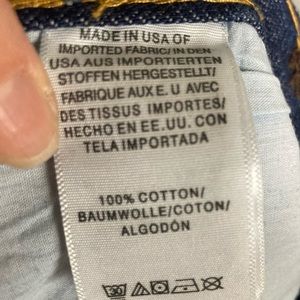 MADE IN USA OF
IMPORTED FABRIC/IN DEN
USA AUS IMPORTIERTEN
STOFFEN HERGESTELLT/
FABRIQUE AUX E. U AVEC
DES TISSUS IMPORTES/
HECHO EN EE.UU. CON
TELA IMPORTADA
100% COTTON/
BAUMWOLLE/COTON/
ALGODÓN
30